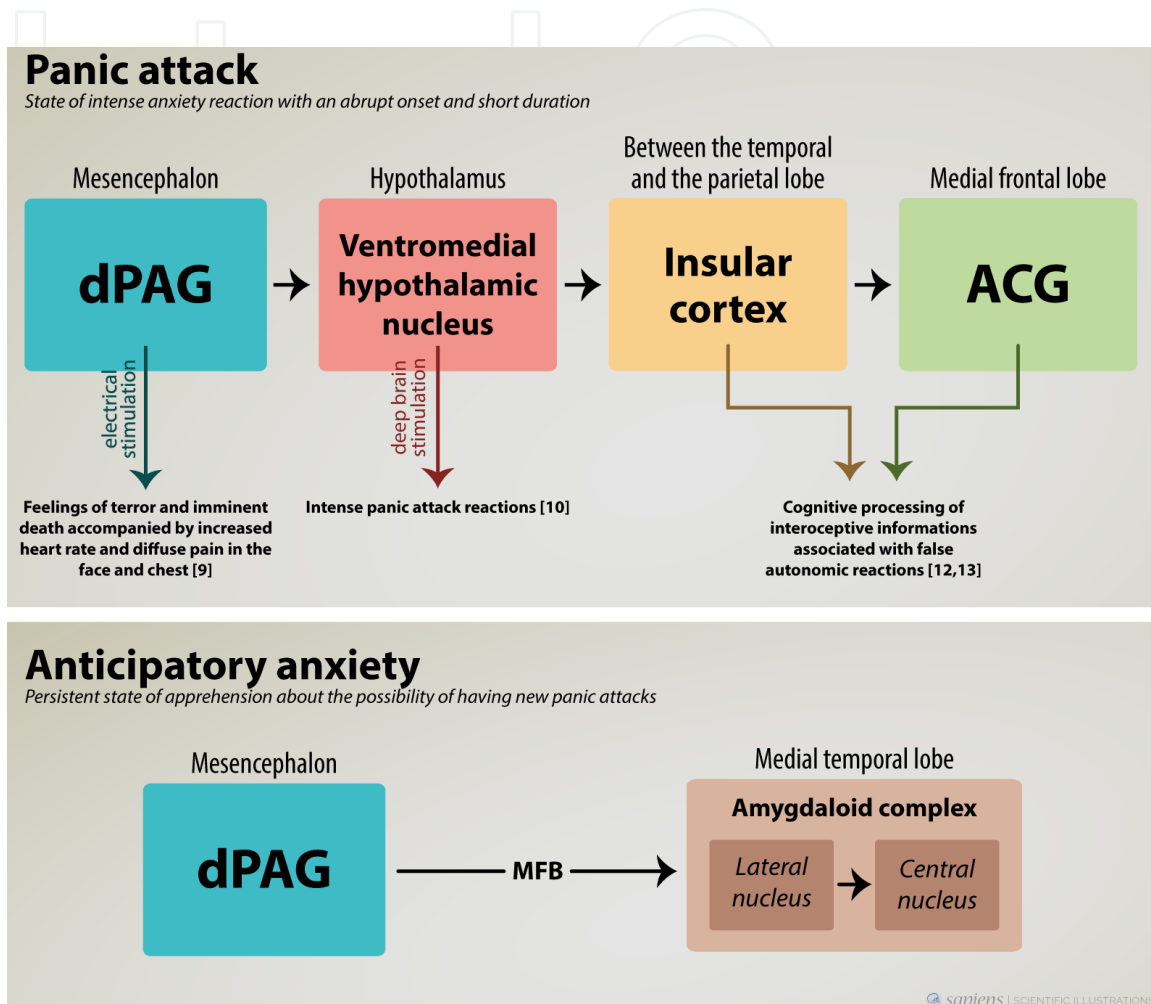 Panic attack
State of intense anxiety reaction with an abrupt onset and short duration
Mesencephalon
dPAG
electrical
stimulation
Feelings of terror and imminent
death accompanied by increased
heart rate and diffuse pain in the
face and chest [9]
Hypothalamus
Ventromedial
hypothalamic
nucleus
deep brain
stimulation
Intense panic attack reactions [10]
Between the temporal
and the parietal lobe
Insular
cortex
Medial frontal lobe
ACG
Cognitive processing of
interoceptive informations
associated with false
autonomic reactions [12,13]
Anticipatory anxiety
Persistent state of apprehension about the possibility of having new panic attacks
Mesencephalon
dPAG
MFB
Medial temporal lobe
Amygdaloid complex
Lateral
nucleus
Central
nucleus
sapiens | SCIENTIFIC ILLUSTRATIONS